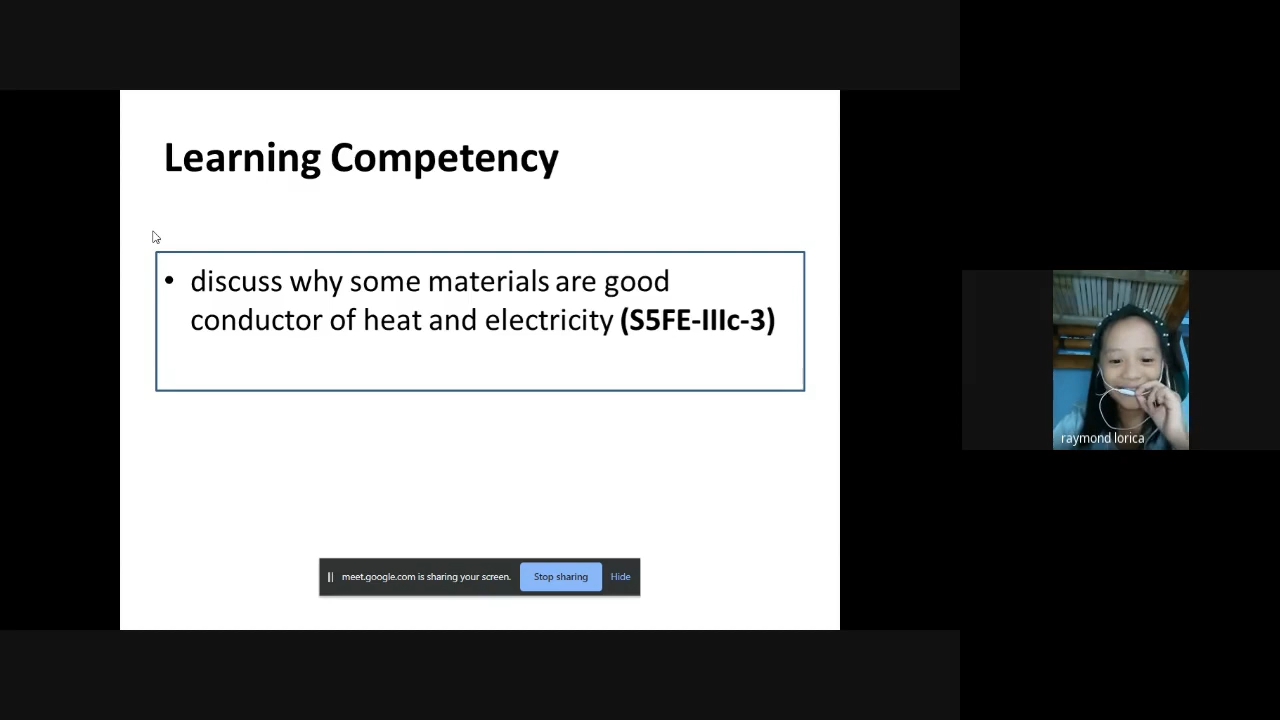 Learning Competency
• discuss why some materials are good
conductor of heat and electricity (S5FE-IIIc-3)
meet.google.com is sharing your screen. Stop sharing Hide
raymond lorica